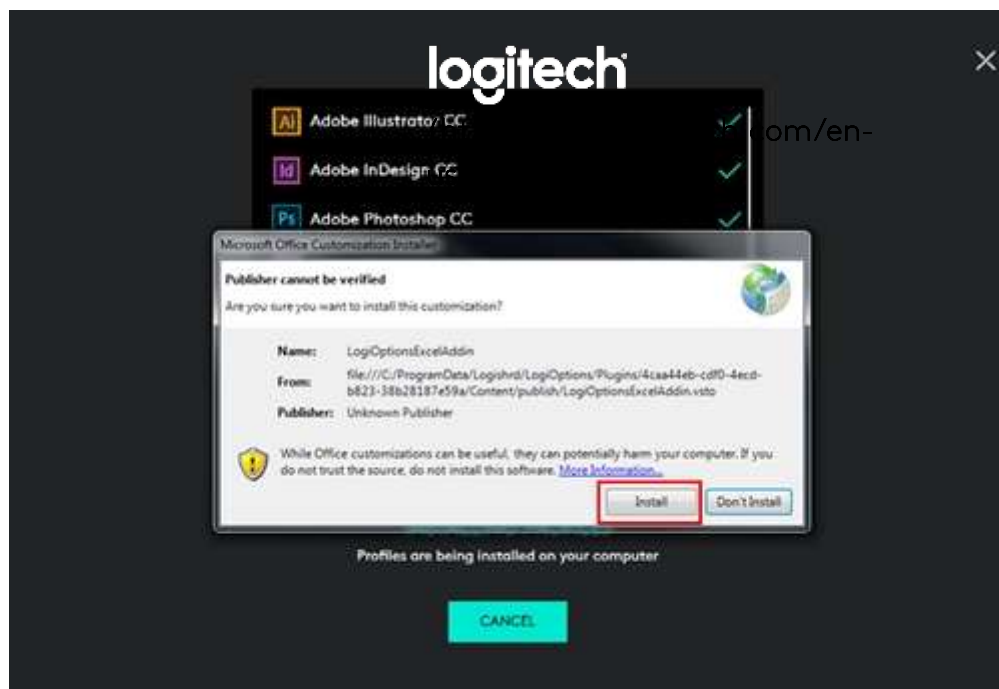 logitech
Adobe Illustrator CC
com/en-
Adobe InDesign CC
Adobe Photoshop CC
Microsoft Office Customization Installer
Publisher cannot be verified
Are you sure you want to install this customization?
Name: LogiOptionsExcelAddin
From: file:///C:/ProgramData/Logishrd/LogiOptions/Plugins/4caa44eb-cdf0-4ecd-
b823-38b28187e59a/Content/publish/LogiOptionsExcelAddin.vsto
Publisher: Unknown Publisher
While Office customizations can be useful, they can potentially harm your computer. If you
do not trust the source, do not install this software. More Information...
Install
Don't Install
Profiles are being installed on your computer
CANCEL